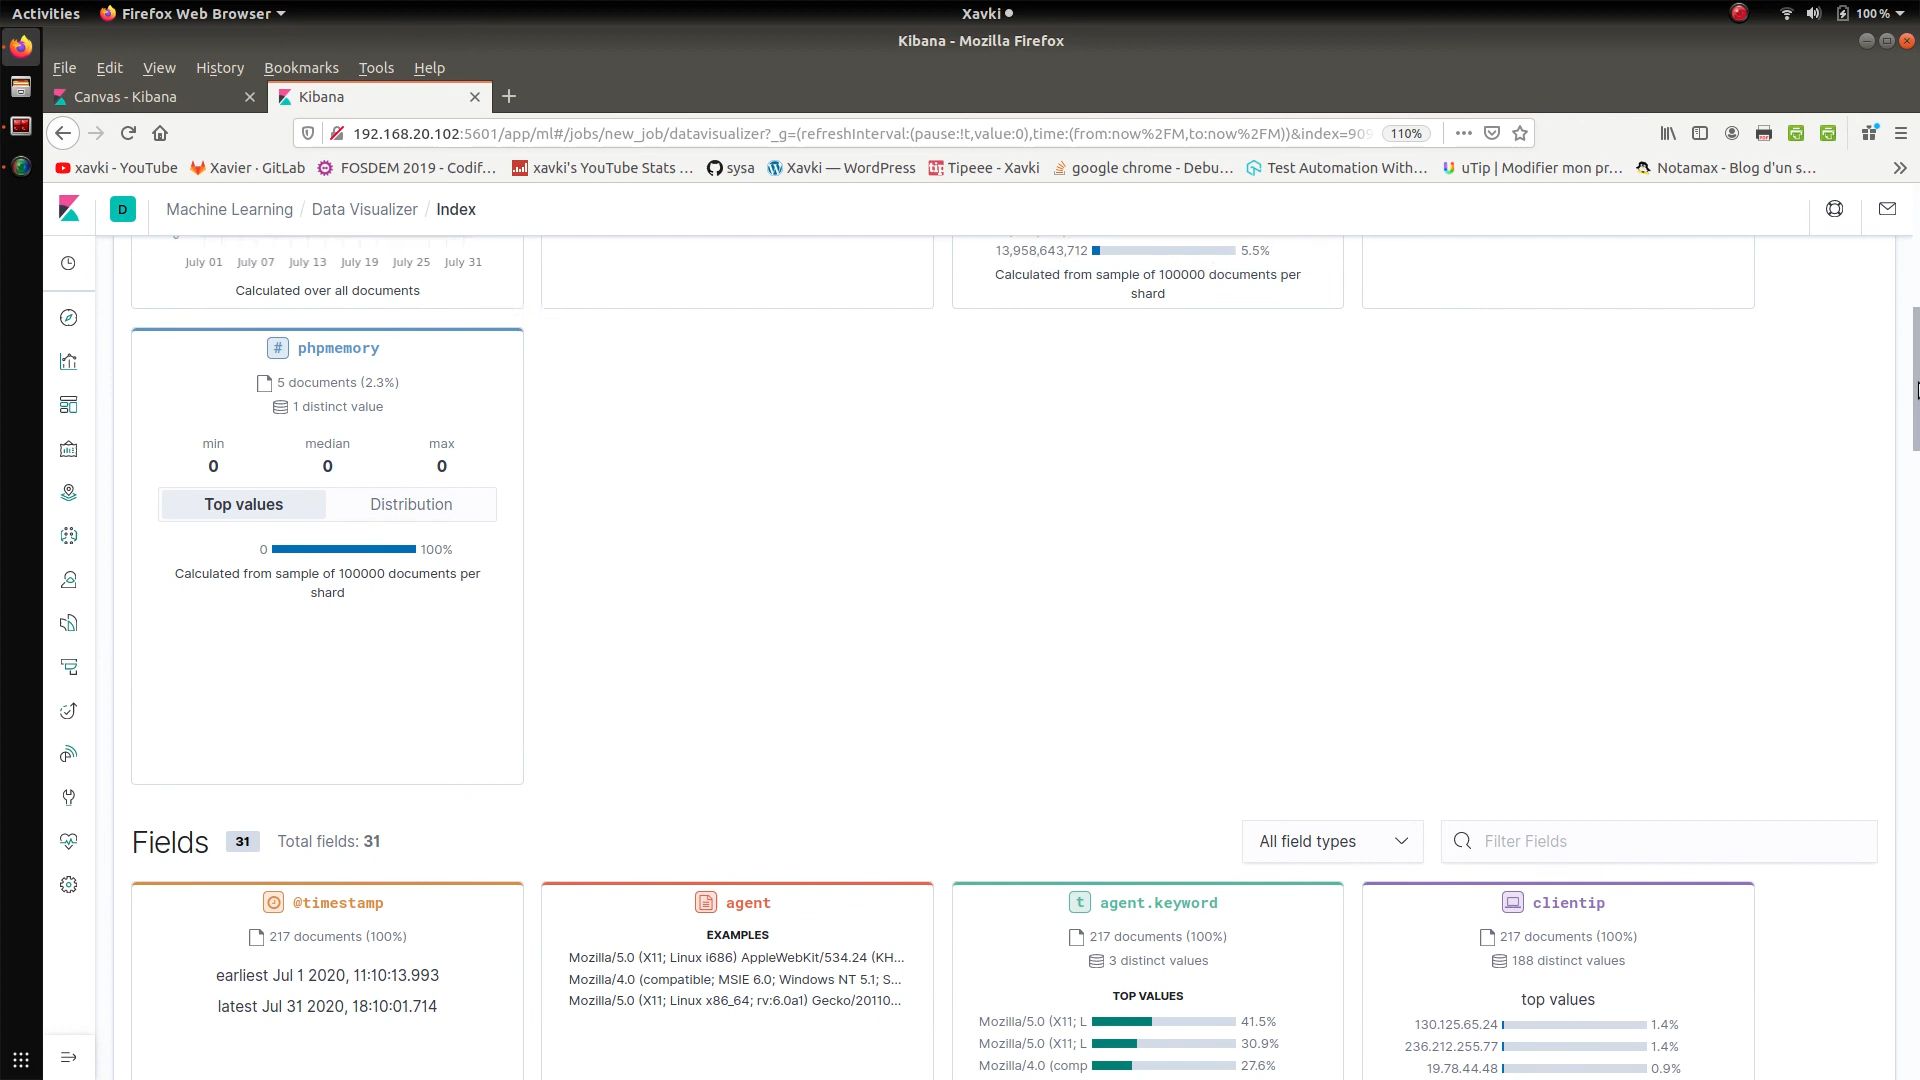 Activities Firefox Web Browser Xavki 100 %
Kibana - Mozilla Firefox
File Edit View History Bookmarks Tools Help
Canvas - Kibana Kibana
192.168.20.102:5601/app/ml#/jobs/new_job/datavisualizer?_g=(refreshInterval:(pause:!t,value:0),time:(from:now%2FM,to:now%2FM))&index=909 110%
xavki - YouTube Xavier · GitLab FOSDEM 2019 - Codif… xavki's YouTube Stats … sysa Xavki — WordPress Tipeee - Xavki google chrome - Debu… Test Automation With… uTip | Modifier mon pr… Notamax - Blog d'un s…
D Machine Learning / Data Visualizer / Index
13,958,643,712 5.5%
July 01 July 07 July 13 July 19 July 25 July 31
Calculated from sample of 100000 documents per
shard
Calculated over all documents
# phpmemory
5 documents (2.3%)
1 distinct value
min median max
0 0 0
Top values Distribution
0 100%
Calculated from sample of 100000 documents per
shard
Fields 31 Total fields: 31 All field types Filter Fields
@timestamp
217 documents (100%)
earliest Jul 1 2020, 11:10:13.993
latest Jul 31 2020, 18:10:01.714
agent
EXAMPLES
Mozilla/5.0 (X11; Linux i686) AppleWebKit/534.24 (KH…
Mozilla/4.0 (compatible; MSIE 6.0; Windows NT 5.1; S…
Mozilla/5.0 (X11; Linux x86_64; rv:6.0a1) Gecko/20110…
t agent.keyword
217 documents (100%)
3 distinct values
TOP VALUES
Mozilla/5.0 (X11; L 41.5%
Mozilla/5.0 (X11; L 30.9%
Mozilla/4.0 (comp 27.6%
clientip
217 documents (100%)
188 distinct values
top values
130.125.65.24 1.4%
236.212.255.77 1.4%
19.78.44.48 0.9%